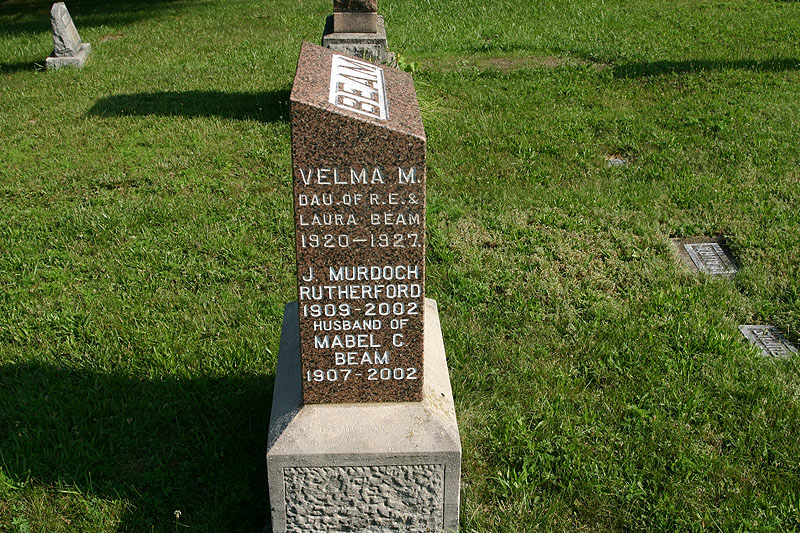 BEAM
VELMA M.
DAU. OF R.E. &
LAURA BEAM
1920-1927.
J. MURDOCH
RUTHERFORD
1909-2002
HUSBAND OF
MABEL C.
BEAM
1907-2002